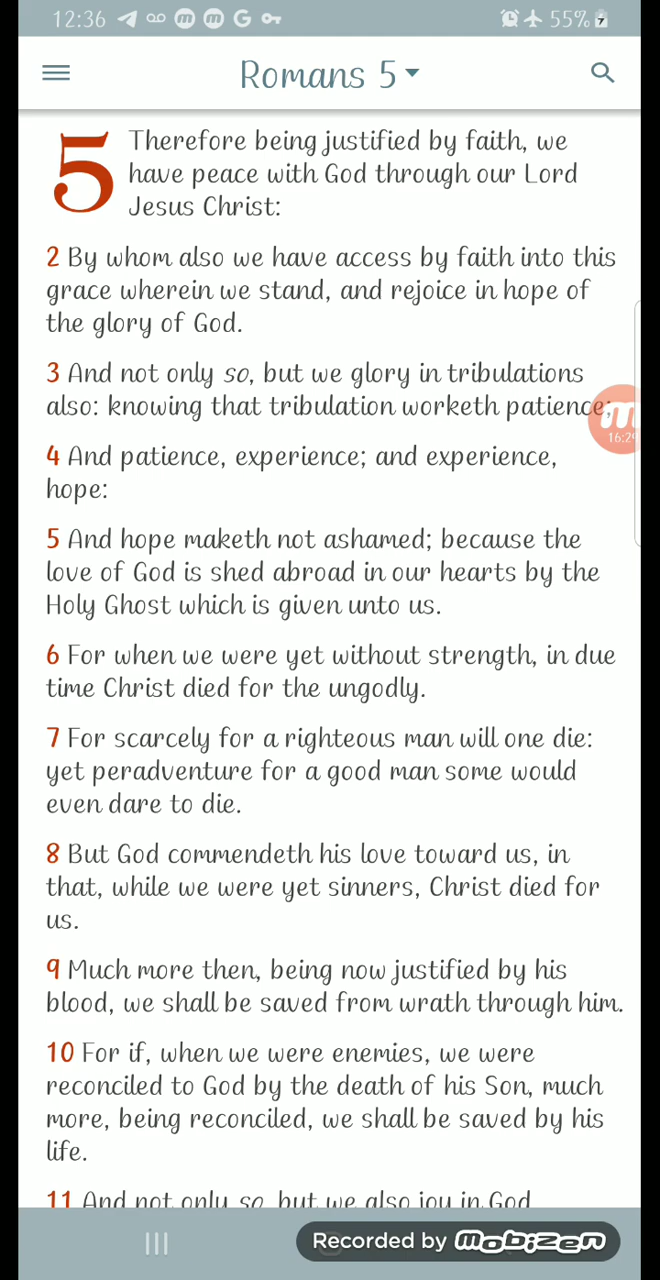 12:36 55%
Romans 5
5 Therefore being justified by faith, we
have peace with God through our Lord
Jesus Christ:
2 By whom also we have access by faith into this
grace wherein we stand, and rejoice in hope of
the glory of God.
3 And not only so, but we glory in tribulations
also: knowing that tribulation worketh patience;
16:29
4 And patience, experience; and experience,
hope:
5 And hope maketh not ashamed; because the
love of God is shed abroad in our hearts by the
Holy Ghost which is given unto us.
6 For when we were yet without strength, in due
time Christ died for the ungodly.
7 For scarcely for a righteous man will one die:
yet peradventure for a good man some would
even dare to die.
8 But God commendeth his love toward us, in
that, while we were yet sinners, Christ died for
us.
9 Much more then, being now justified by his
blood, we shall be saved from wrath through him.
10 For if, when we were enemies, we were
reconciled to God by the death of his Son, much
more, being reconciled, we shall be saved by his
life.
11 And not only so, but we also joy in God
Recorded by mobizen